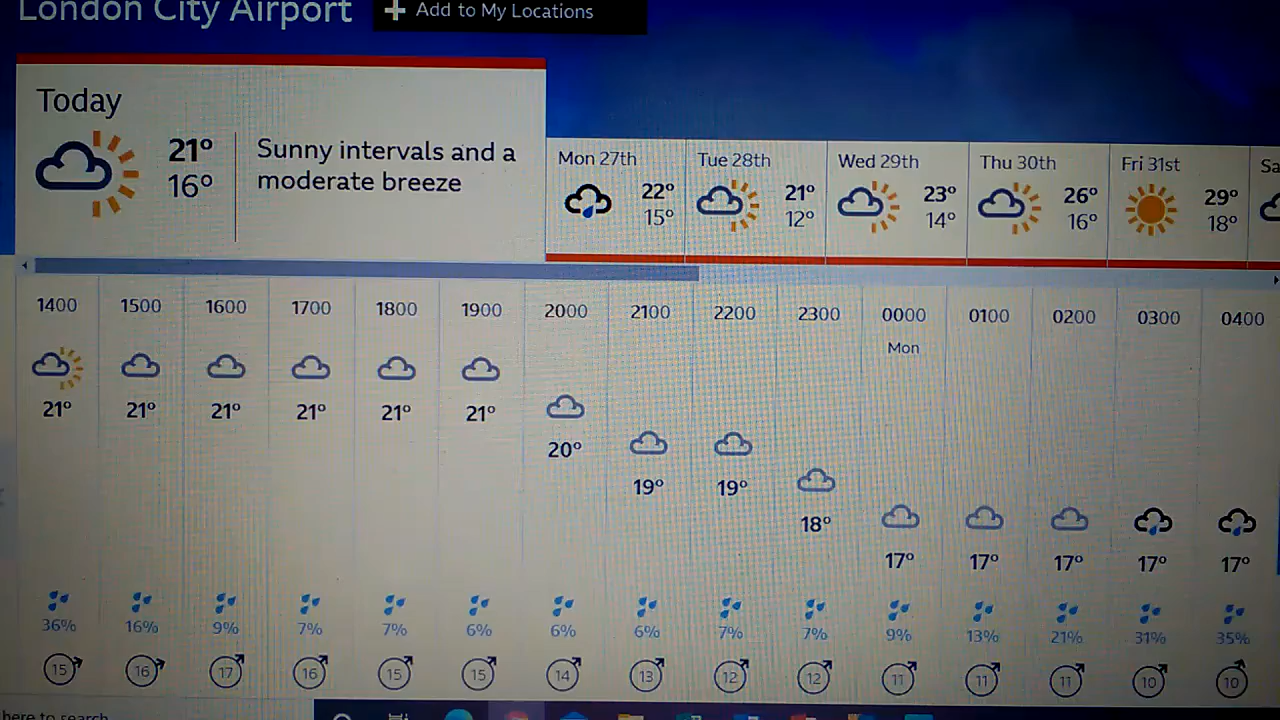 London City Airport
+ Add to My Locations
Today
21°
16°
Sunny intervals and a
moderate breeze
Mon 27th
22°
15°
Tue 28th
21°
12°
Wed 29th
23°
14°
Thu 30th
26°
16°
Fri 31st
29°
18°
Sa
1400 1500 1600 1700 1800 1900 2000 2100 2200 2300 0000 0100 0200 0300 0400
Mon
21° 21° 21° 21° 21° 21° 20° 19° 19° 18° 17° 17° 17° 17° 17°
36% 16% 9% 7% 7% 6% 6% 6% 7% 7% 9% 13% 21% 31% 35%
15 16 17 16 15 15 14 13 12 12 11 11 11 10 10
here to search